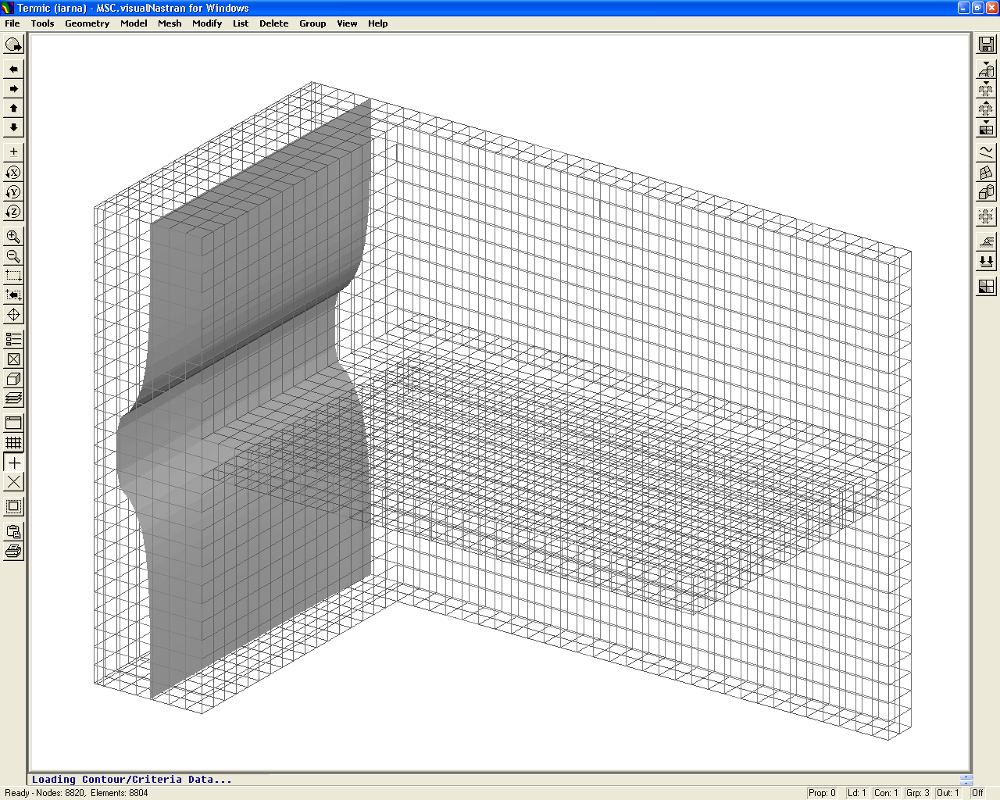 Termic (iarna) - MSC.visualNastran for Windows
File Tools Geometry Model Mesh Modify List Delete Group View Help
X
Y
Z
Loading Contour/Criteria Data...
Ready - Nodes: 8820, Elements: 8804 Prop: 0 Ld: 1 Con: 1 Grp: 3 Out: 1 Off